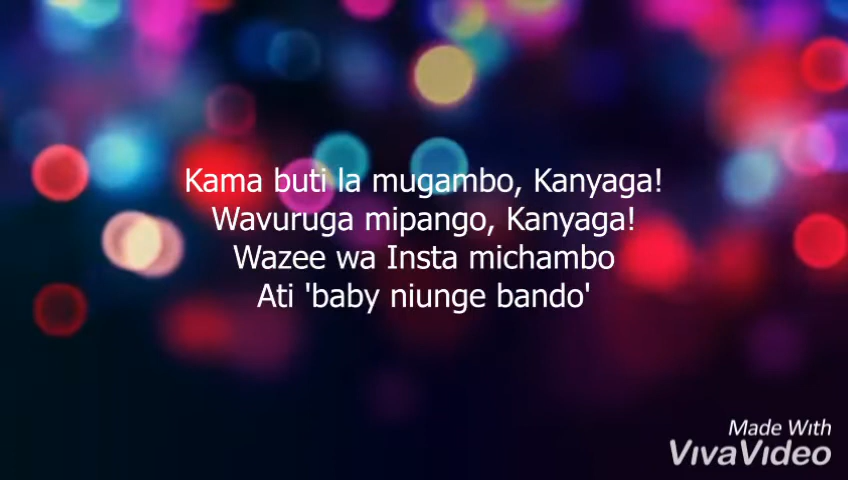 Kama buti la mugambo, Kanyaga!
Wavuruga mipango, Kanyaga!
Wazee wa Insta michambo
Ati 'baby niunge bando'
Made With
VivaVideo